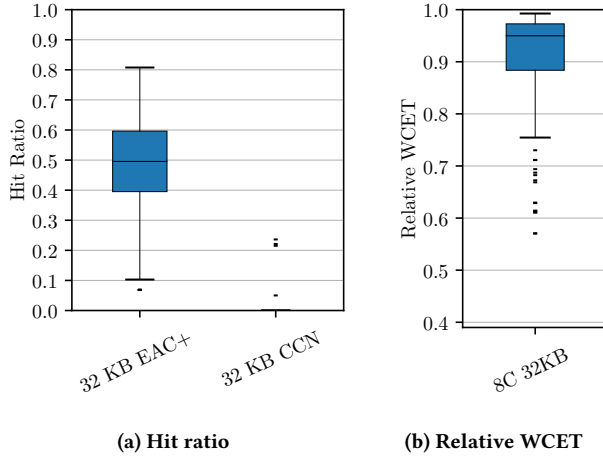 1.0
0.9
0.8
0.7
0.6
0.5
0.4
0.3
0.2
0.1
0.0
Hit Ratio
32 KB EAC+
32 KB CCN
(a) Hit ratio
1.0
0.9
0.8
0.7
0.6
0.5
0.4
Relative WCET
8C 32KB
(b) Relative WCET